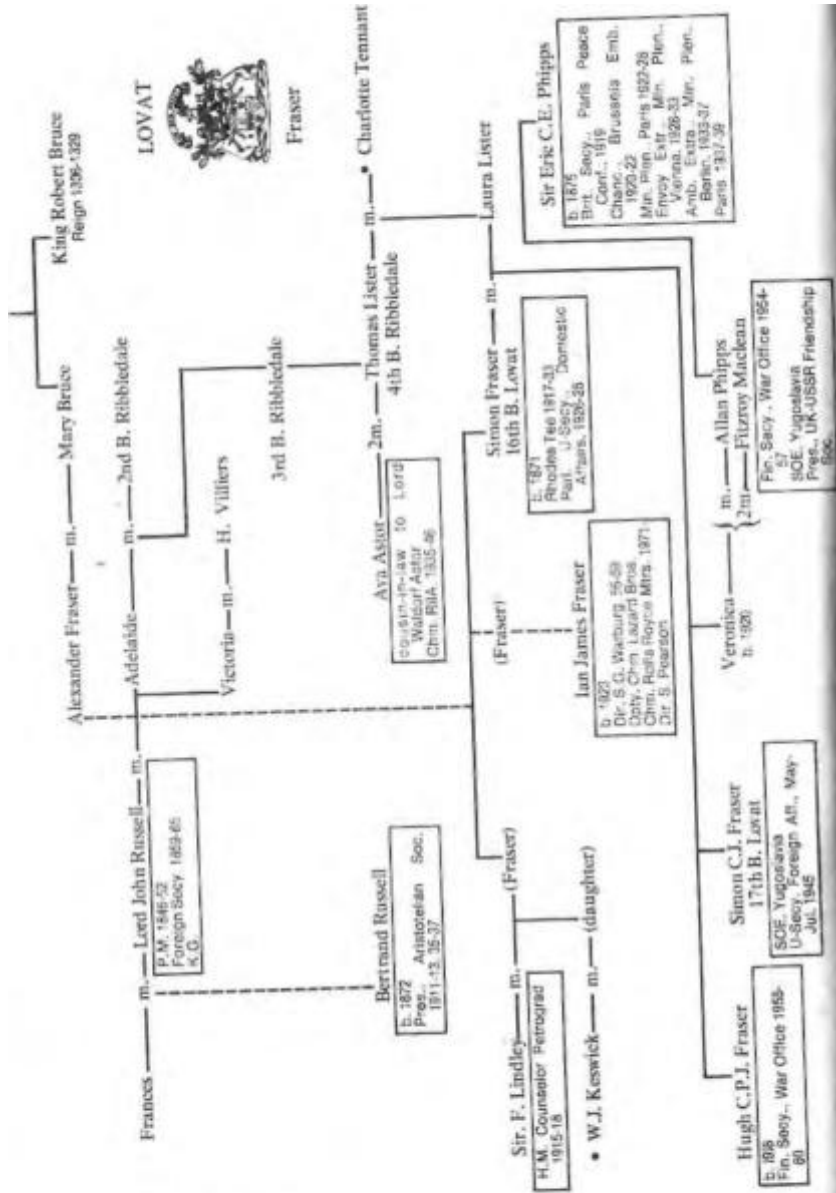 LOVAT
Fraser
King Robert Bruce
Reign 1306-1329
Alexander Fraser — m. — Mary Bruce
Frances — m. — Lord John Russell — m. — Adelaide — m. — 2nd B. Ribbledale
P.M. 1846-52
Foreign Secy. 1859-65
K.G.
Victoria — m. — H. Villiers
3rd B. Ribbledale
Bertrand Russell
b. 1872
Pres., Aristotelian Soc.
1911-13, 35-37
Ava Astor — 2m. — Thomas Lister — m. — • Charlotte Tennant
4th B. Ribbledale
cousin-in-law to Lord
Waldorf Astor
Chm. RIIA, 1935-46
Sir. F. Lindley — m. — (Fraser)
H.M. Counselor Petrograd
1915-18
(Fraser)
Simon Fraser — m. — Laura Lister
16th B. Lovat
b. 1871
Rhodes Tee 1917-33
Parl. U-Secy., Domestic
Affairs, 1926-28
• W.J. Keswick — m. — (daughter)
Ian James Fraser
b. 1923
Dir. S.G. Warburg
Dpty. Chm. Lazard Bros.
Chm. Rolls Royce Mtrs. 1971-
Dir. S. Pearson
Sir Eric C.E. Phipps
b. 1875
Brit. Secy., Paris Peace
Conf., 1919
Chanc., Brussenis Emb.
1920-22
Min. Plen. Paris 1922-28
Envoy Extr., Min. Plen.,
Vienna, 1928-33
Amb. Extra., Min. Plen.,
Berlin, 1933-37
Paris 1937-39
Hugh C.P.J. Fraser
Fin. Secy., War Office 1958-
60
Simon C.J. Fraser
17th B. Lovat
SOE, Yugoslavia
U-Secy. Foreign Aff., May-
Jul. 1945
Veronica
b. 1920
m. — Allan Phipps
2m. — Fitzroy Maclean
Fin. Secy., War Office 1954-
57
SOE, Yugoslavia
Pres., UK-USSR Friendship
Soc.